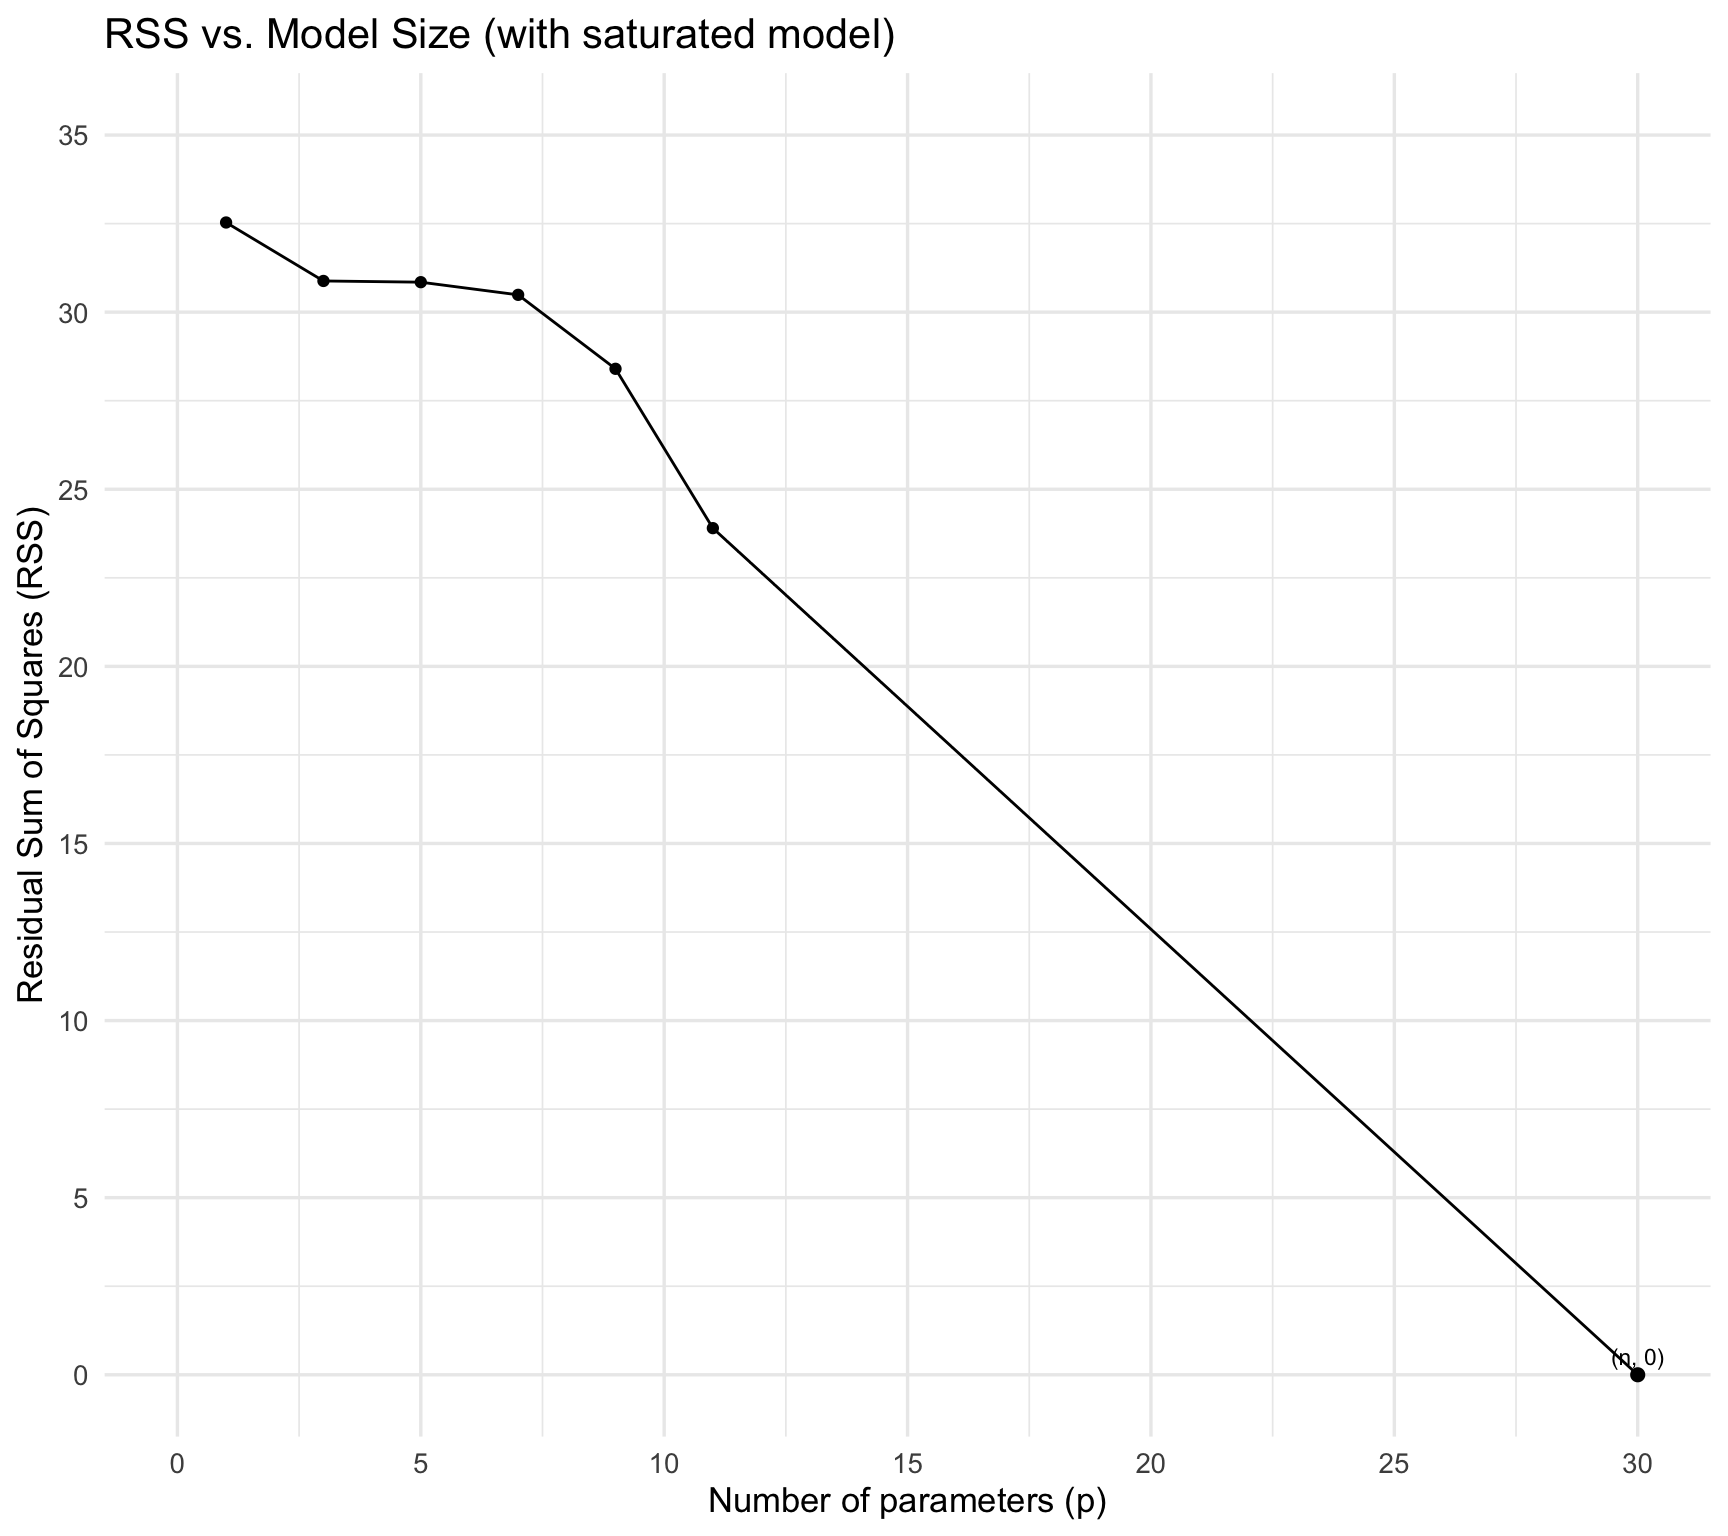 RSS vs. Model Size (with saturated model)
Residual Sum of Squares (RSS)
35
30
25
20
15
10
5
0
(n, 0)
0 5 10 15 20 25 30
Number of parameters (p)